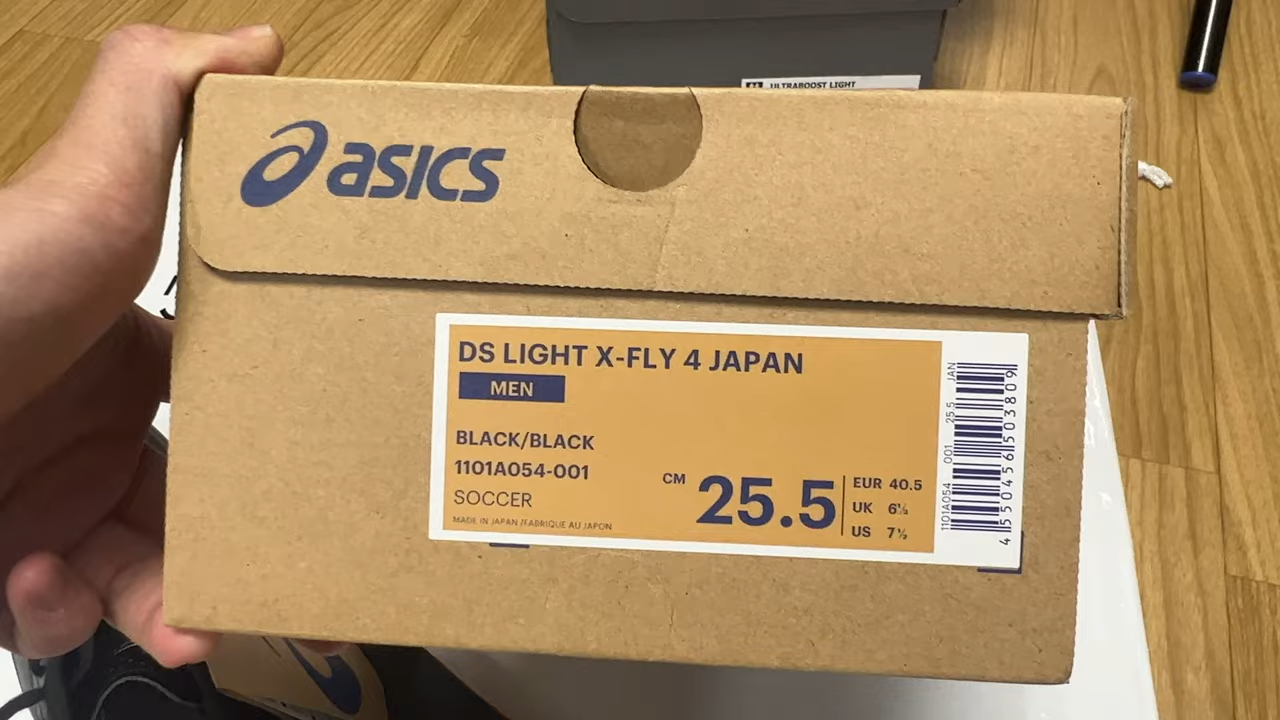 ULTRABOOST LIGHT
asics
DS LIGHT X-FLY 4 JAPAN
MEN
BLACK/BLACK
1101A054-001
SOCCER
MADE IN JAPAN /FABRIQUE AU JAPON
CM 25.5
EUR 40.5
UK 6½
US 7½
1101A054 001 25.5 JAN
4550456503809